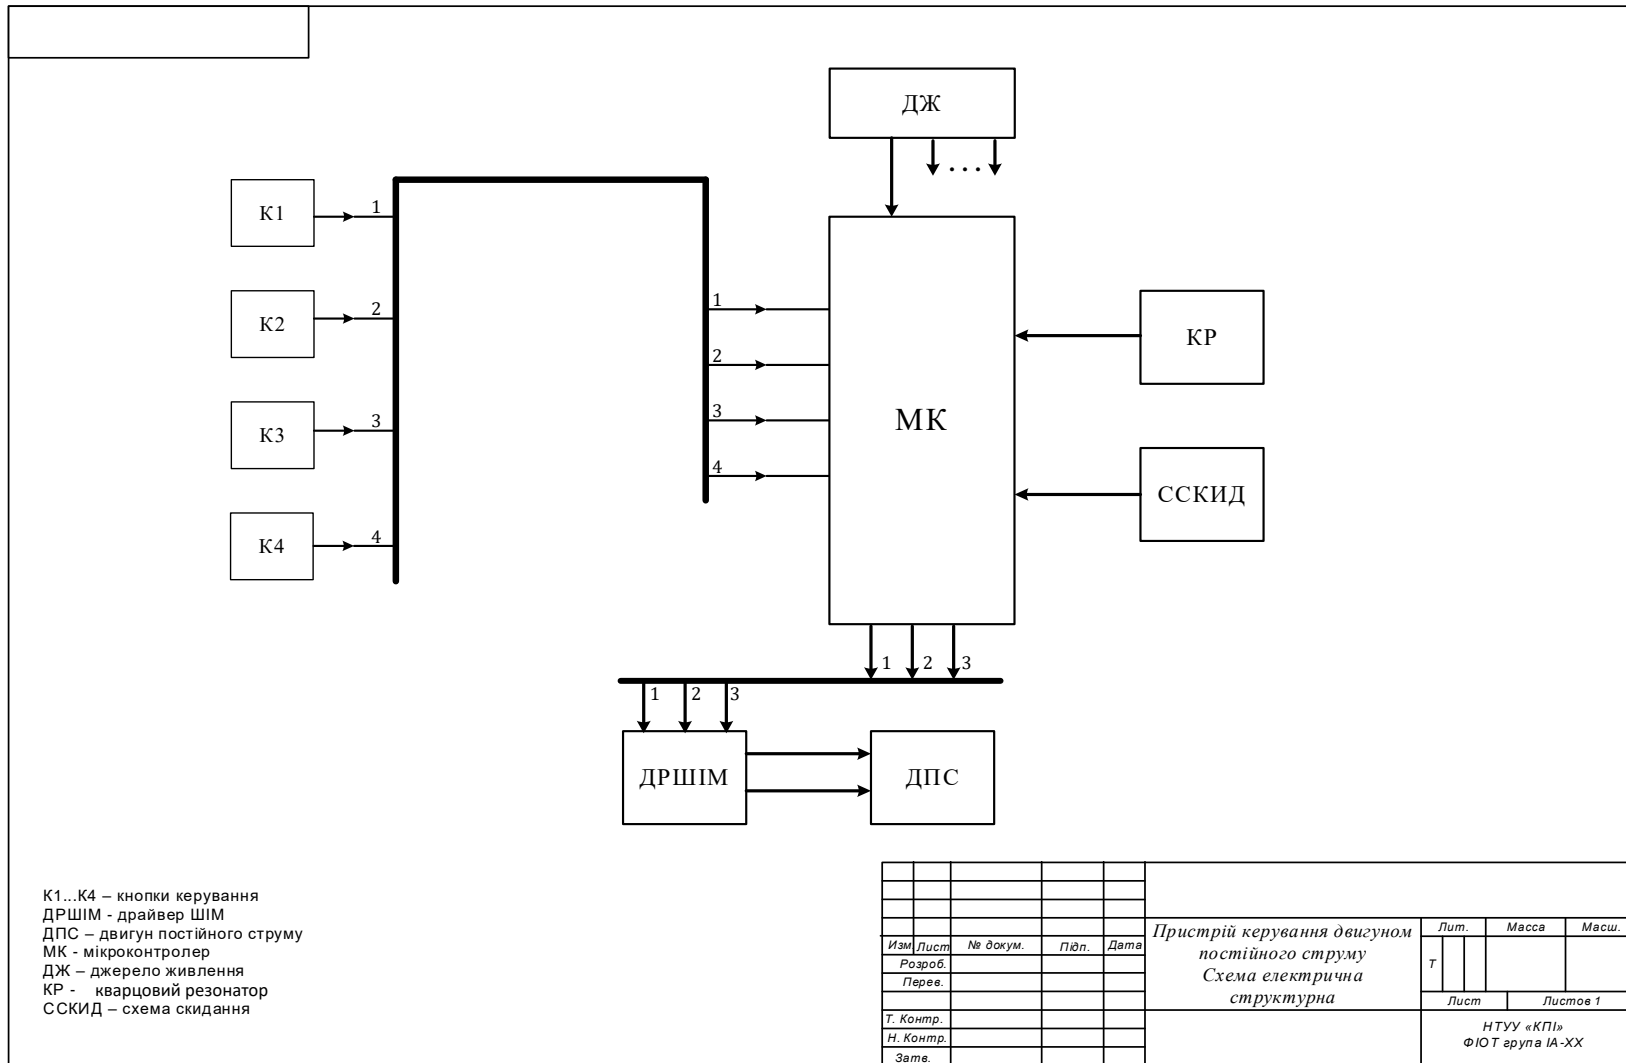 ДЖ
...
К1
1
К2
2
К3
3
К4
4
1
2
3
4
МК
КР
ССКИД
1 2 3
1 2 3
ДРШІМ
ДПС
К1...К4 – кнопки керування
ДРШІМ - драйвер ШІМ
ДПС – двигун постійного струму
МК - мікроконтролер
ДЖ – джерело живлення
КР - кварцовий резонатор
ССКИД – схема скидання
Изм. Лист № докум. Підп. Дата
Розроб.
Перев.
Т. Контр.
Н. Контр.
Затв.
Пристрій керування двигуном
постійного струму
Схема електрична
структурна
Лит. Масса Масш.
Т
Лист Листов 1
НТУУ «КПІ»
ФІОТ група ІА-ХХ